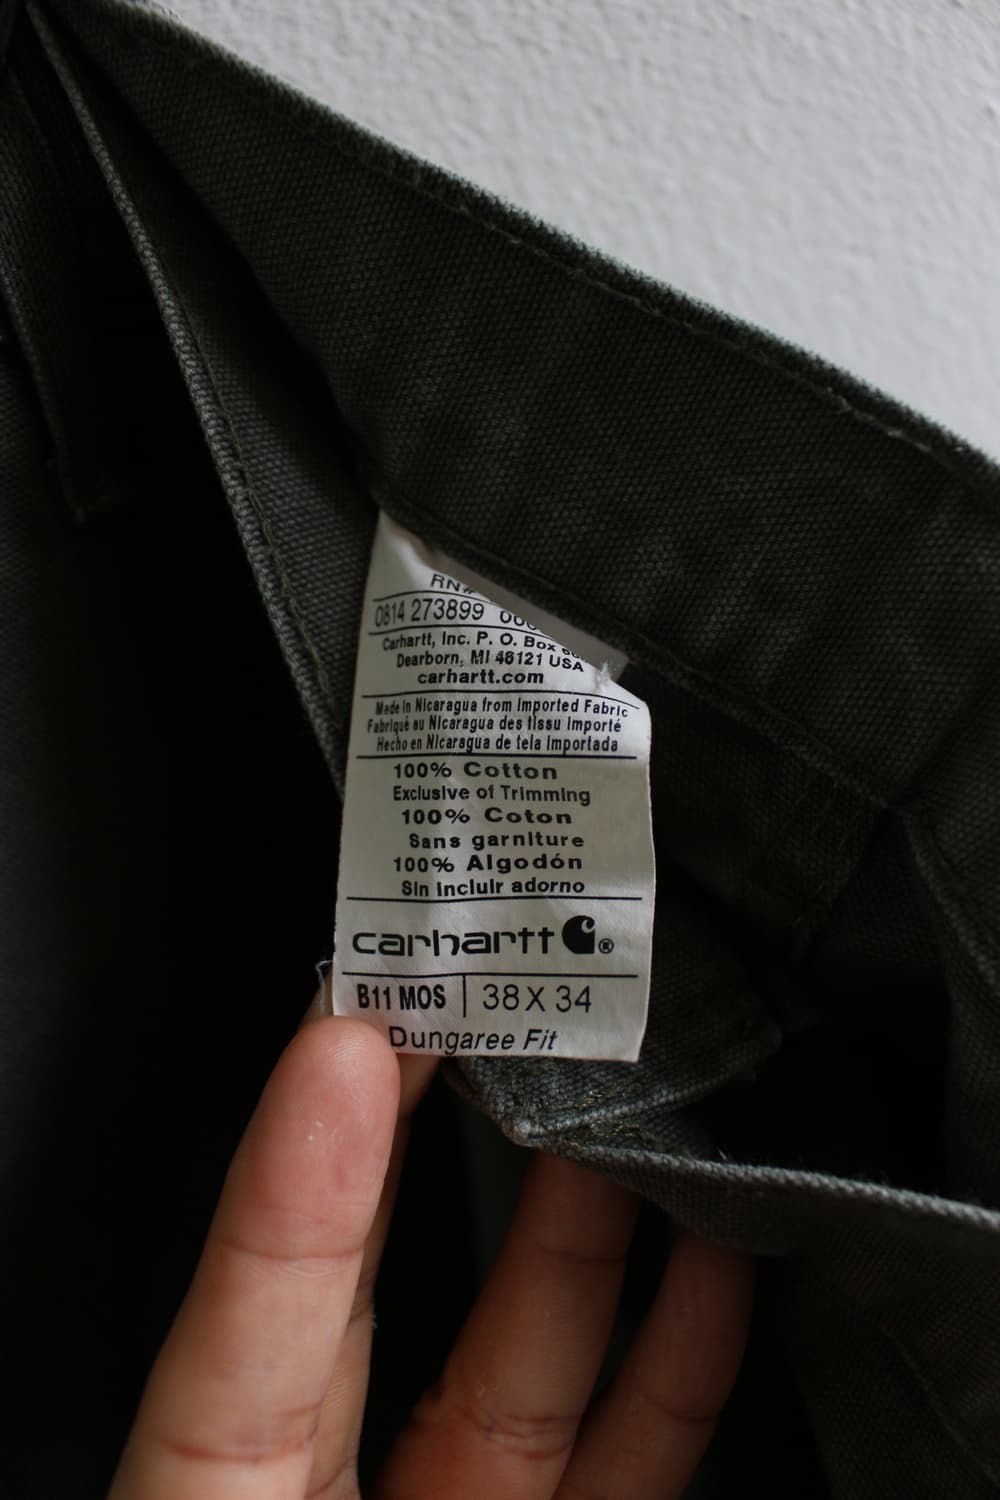 RN#
0814 273899
Carhartt, Inc. P. O. Box
Dearborn, MI 48121 USA
carhartt.com
Made in Nicaragua from Imported Fabric
Fabriqué au Nicaragua des tissu Importé
Hecho en Nicaragua de tela Importada
100% Cotton
Exclusive of Trimming
100% Coton
Sans garniture
100% Algodón
Sin incluir adorno
carhartt ®
B11 MOS | 38 X 34
Dungaree Fit